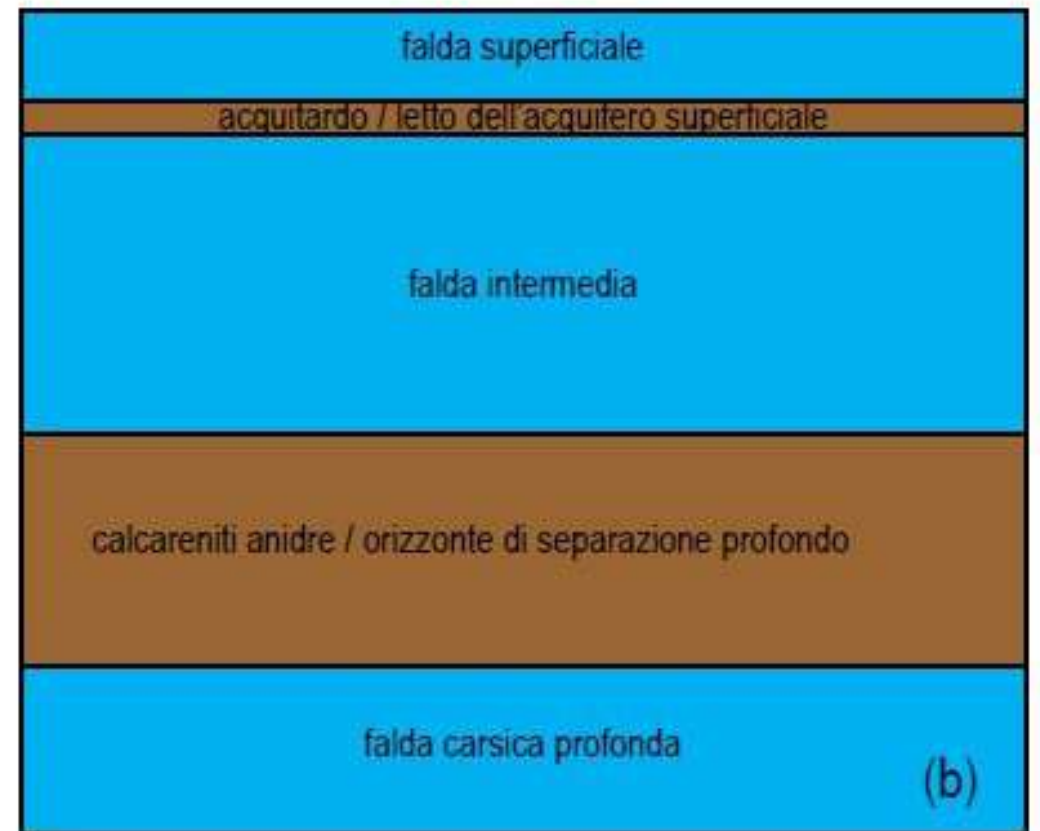 falda superficiale
acquitardo / letto dell'acquifero superficiale
falda intermedia
calcareniti anidre / orizzonte di separazione profondo
falda carsica profonda
(b)